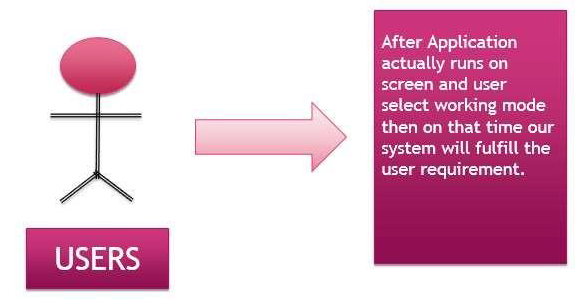 After Application
actually runs on
screen and user
select working mode
then on that time our
system will fulfill the
user requirement.
USERS